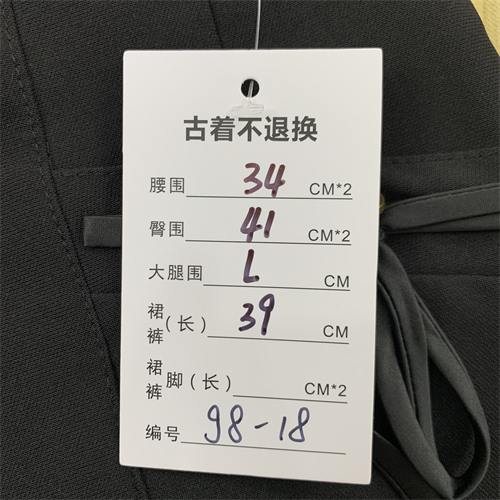 古着不退换
腰围 34 CM*2
臀围 41 CM*2
大腿围 L CM
裙裤(长) 39 CM
裙裤脚(长) CM*2
编号 98-18